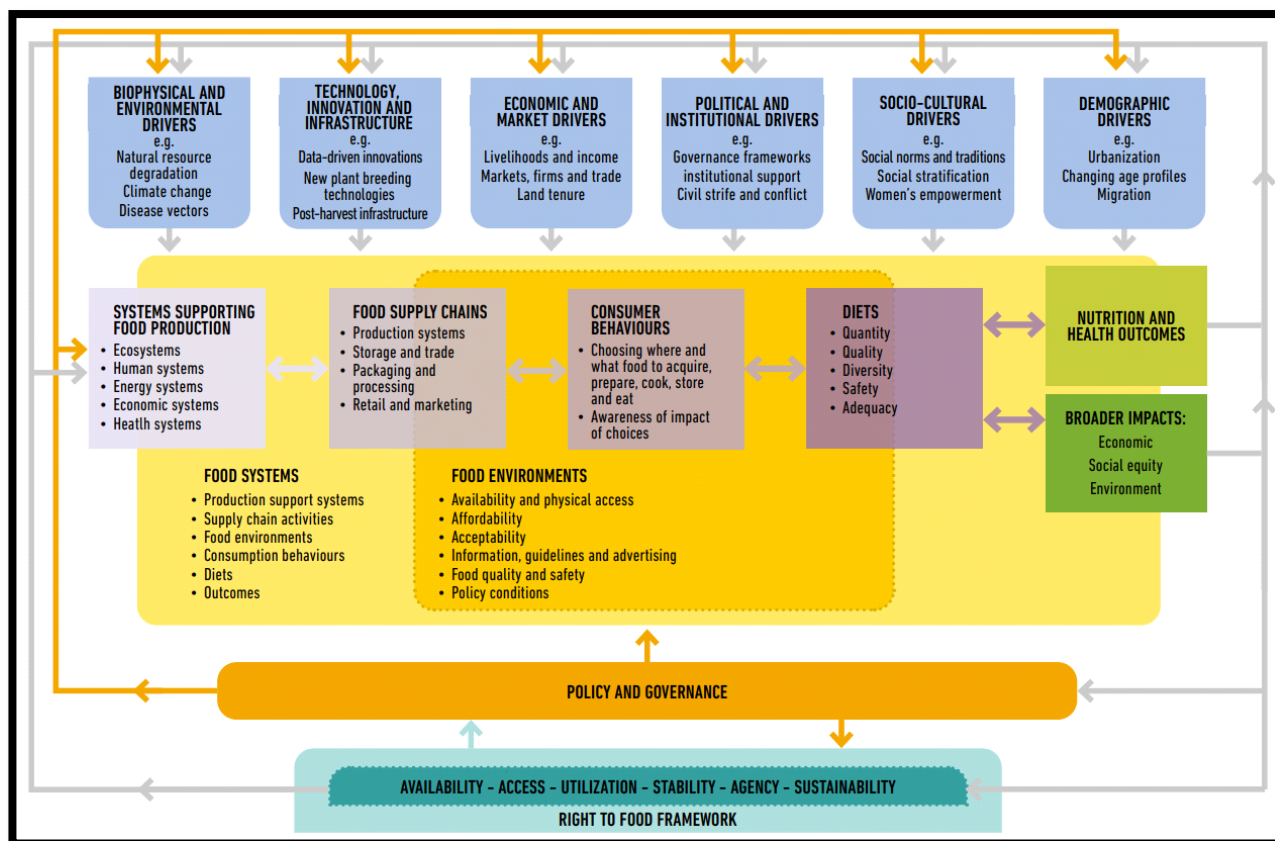 BIOPHYSICAL AND
ENVIRONMENTAL
DRIVERS
e.g.
Natural resource
degradation
Climate change
Disease vectors
TECHNOLOGY,
INNOVATION AND
INFRASTRUCTURE
e.g.
Data-driven innovations
New plant breeding
technologies
Post-harvest infrastructure
ECONOMIC AND
MARKET DRIVERS
e.g.
Livelihoods and income
Markets, firms and trade
Land tenure
POLITICAL AND
INSTITUTIONAL DRIVERS
e.g.
Governance frameworks
institutional support
Civil strife and conflict
SOCIO-CULTURAL
DRIVERS
e.g.
Social norms and traditions
Social stratification
Women's empowerment
DEMOGRAPHIC
DRIVERS
e.g.
Urbanization
Changing age profiles
Migration
SYSTEMS SUPPORTING
FOOD PRODUCTION
• Ecosystems
• Human systems
• Energy systems
• Economic systems
• Heatlh systems
FOOD SUPPLY CHAINS
• Production systems
• Storage and trade
• Packaging and
processing
• Retail and marketing
CONSUMER
BEHAVIOURS
• Choosing where and
what food to acquire,
prepare, cook, store
and eat
• Awareness of impact
of choices
DIETS
• Quantity
• Quality
• Diversity
• Safety
• Adequacy
NUTRITION AND
HEALTH OUTCOMES
BROADER IMPACTS:
Economic
Social equity
Environment
FOOD SYSTEMS
• Production support systems
• Supply chain activities
• Food environments
• Consumption behaviours
• Diets
• Outcomes
FOOD ENVIRONMENTS
• Availability and physical access
• Affordability
• Acceptability
• Information, guidelines and advertising
• Food quality and safety
• Policy conditions
POLICY AND GOVERNANCE
AVAILABILITY – ACCESS – UTILIZATION – STABILITY – AGENCY – SUSTAINABILITY
RIGHT TO FOOD FRAMEWORK